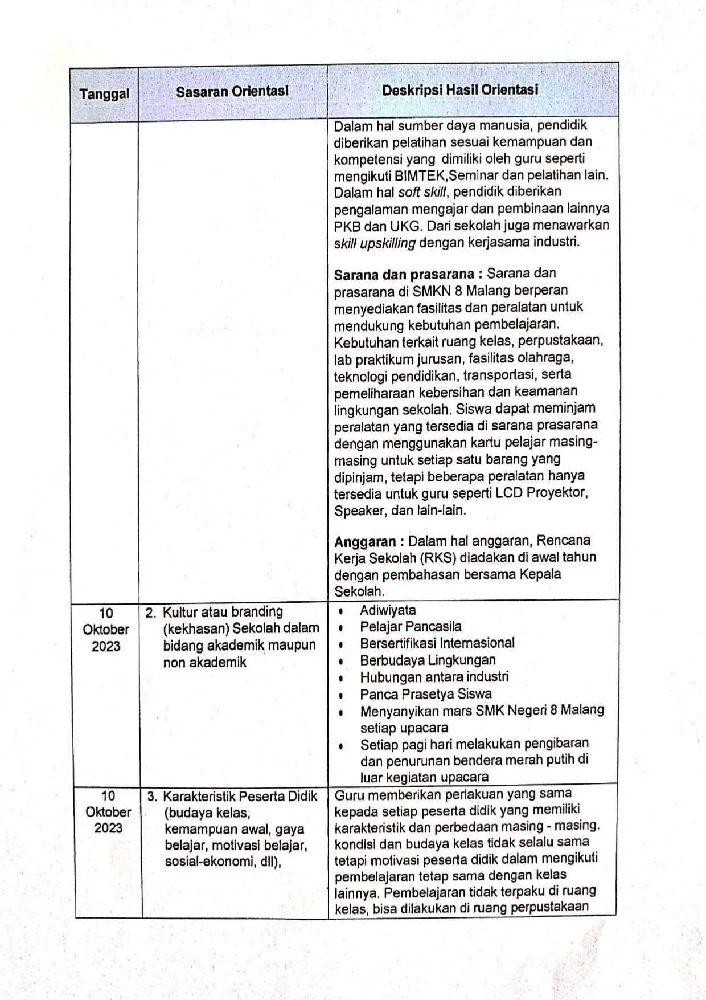 Tanggal
Sasaran Orientasi
Deskripsi Hasil Orientasi
Dalam hal sumber daya manusia, pendidik
diberikan pelatihan sesuai kemampuan dan
kompetensi yang dimiliki oleh guru seperti
mengikuti BIMTEK,Seminar dan pelatihan lain.
Dalam hal soft skill, pendidik diberikan
pengalaman mengajar dan pembinaan lainnya
PKB dan UKG. Dari sekolah juga menawarkan
skill upskilling dengan kerjasama industri.
Sarana dan prasarana : Sarana dan
prasarana di SMKN 8 Malang berperan
menyediakan fasilitas dan peralatan untuk
mendukung kebutuhan pembelajaran.
Kebutuhan terkait ruang kelas, perpustakaan,
lab praktikum jurusan, fasilitas olahraga,
teknologi pendidikan, transportasi, serta
pemeliharaan kebersihan dan keamanan
lingkungan sekolah. Siswa dapat meminjam
peralatan yang tersedia di sarana prasarana
dengan menggunakan kartu pelajar masing-
masing untuk setiap satu barang yang
dipinjam, tetapi beberapa peralatan hanya
tersedia untuk guru seperti LCD Proyektor,
Speaker, dan lain-lain.
Anggaran : Dalam hal anggaran, Rencana
Kerja Sekolah (RKS) diadakan di awal tahun
dengan pembahasan bersama Kepala
Sekolah.
10
Oktober
2023
2. Kultur atau branding
(kekhasan) Sekolah dalam
bidang akademik maupun
non akademik
• Adiwiyata
• Pelajar Pancasila
• Bersertifikasi Internasional
• Berbudaya Lingkungan
• Hubungan antara industri
• Panca Prasetya Siswa
• Menyanyikan mars SMK Negeri 8 Malang
setiap upacara
• Setiap pagi hari melakukan pengibaran
dan penurunan bendera merah putih di
luar kegiatan upacara
10
Oktober
2023
3. Karakteristik Peserta Didik
(budaya kelas,
kemampuan awal, gaya
belajar, motivasi belajar,
sosial-ekonomi, dll),
Guru memberikan perlakuan yang sama
kepada setiap peserta didik yang memiliki
karakteristik dan perbedaan masing - masing.
kondisi dan budaya kelas tidak selalu sama
tetapi motivasi peserta didik dalam mengikuti
pembelajaran tetap sama dengan kelas
lainnya. Pembelajaran tidak terpaku di ruang
kelas, bisa dilakukan di ruang perpustakaan